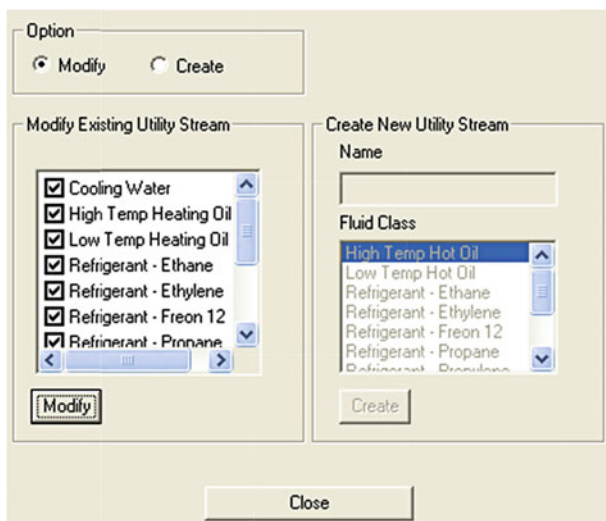 Option
Modify
Create
Modify Existing Utility Stream
Cooling Water
High Temp Heating Oil
Low Temp Heating Oil
Refrigerant - Ethane
Refrigerant - Ethylene
Refrigerant - Freon 12
Refrigerant - Propane
Modify
Create New Utility Stream
Name
Fluid Class
High Temp Hot Oil
Low Temp Hot Oil
Refrigerant - Ethane
Refrigerant - Ethylene
Refrigerant - Freon 12
Refrigerant - Propane
Refrigerant - Propylene
Create
Close